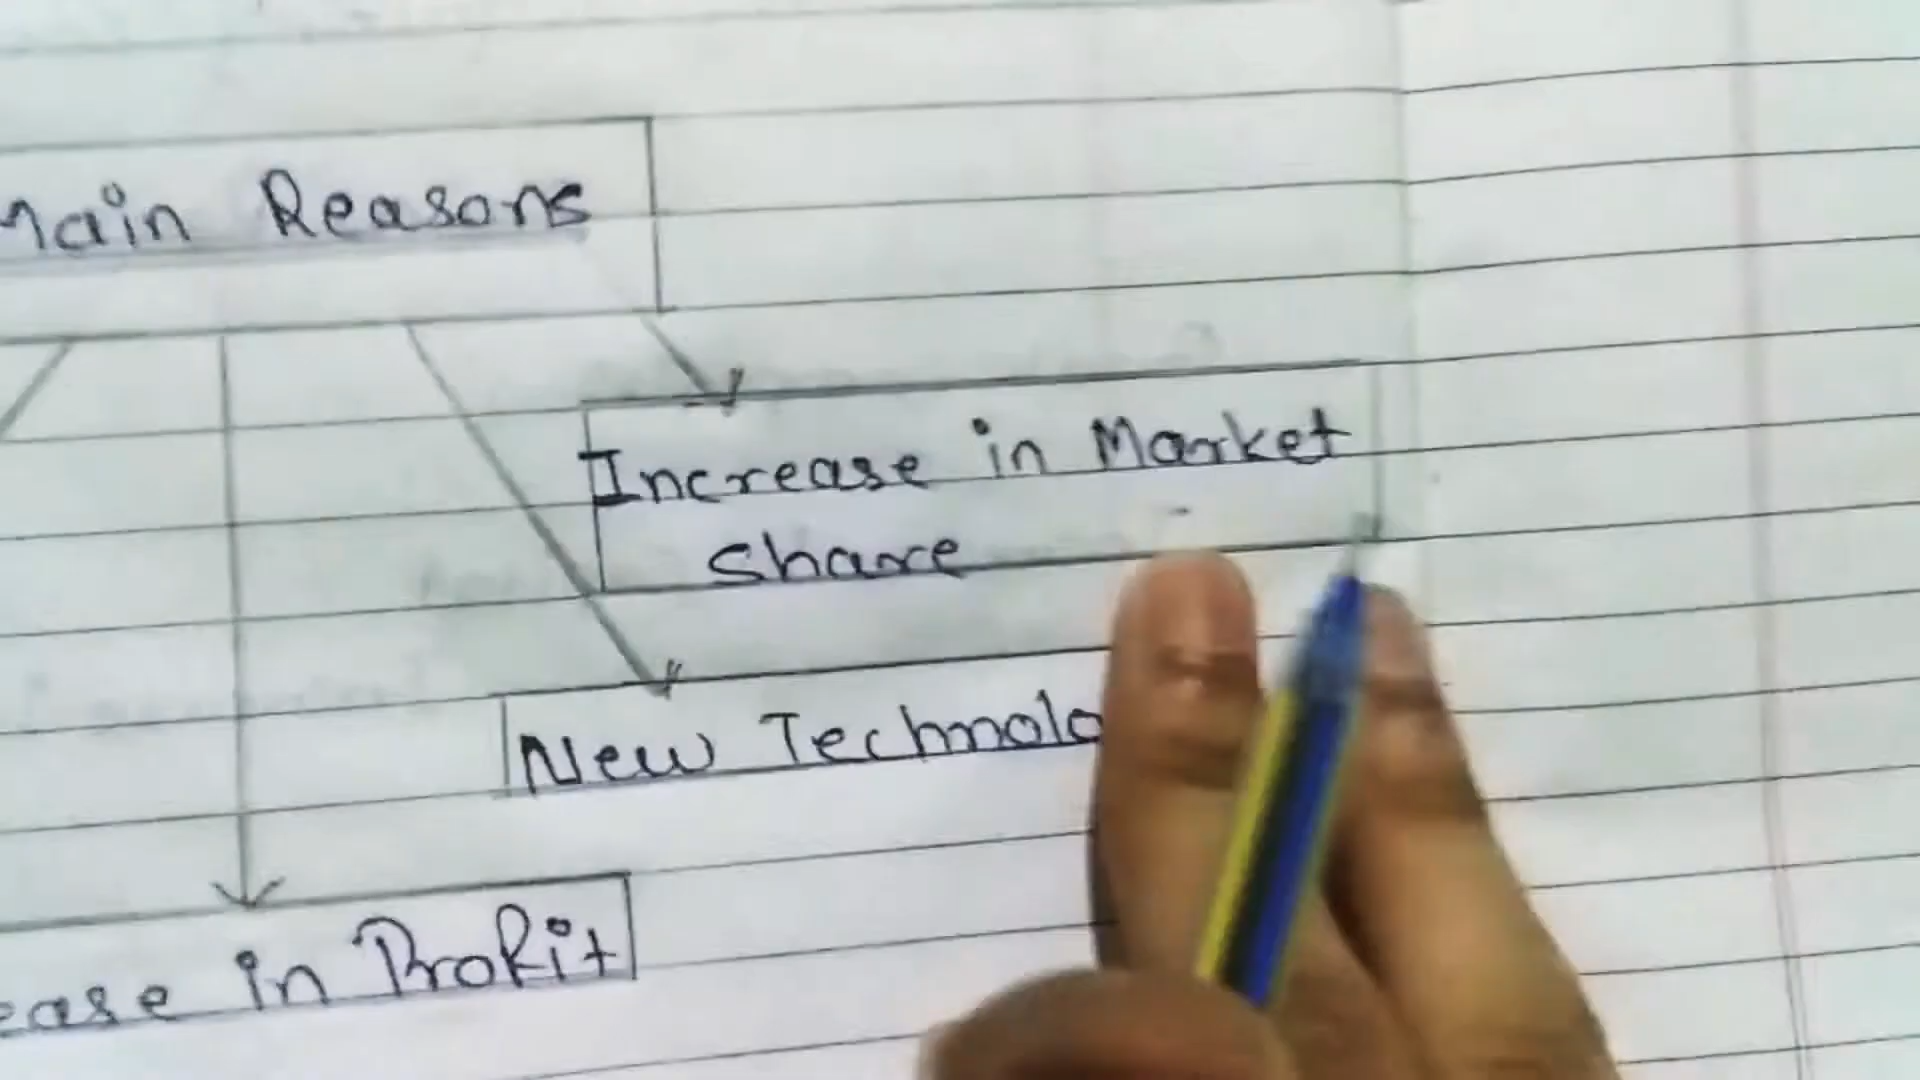 Main Reasons
Increase in Market
Share
New Technolo
ease in Profit